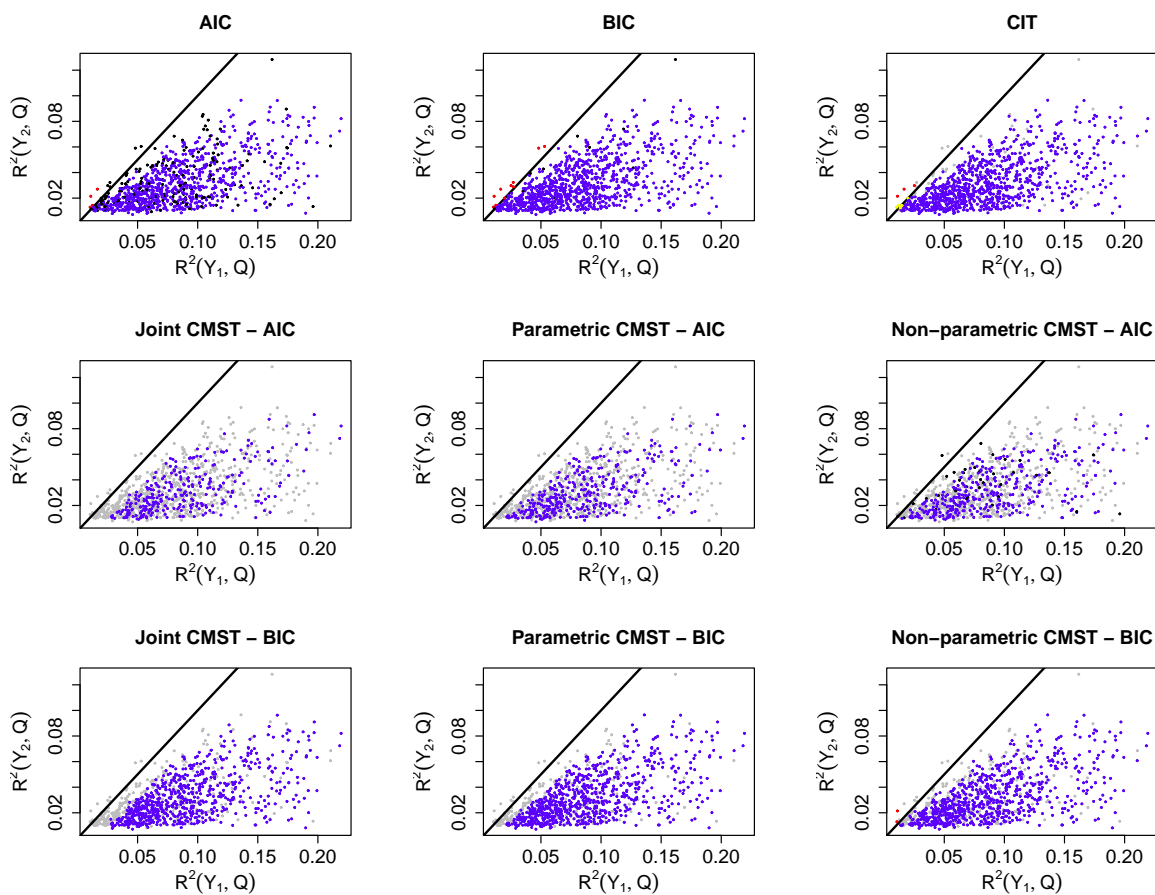 AIC
BIC
CIT
R²(Y₂, Q)
0.02 0.08
0.05 0.10 0.15 0.20
R²(Y₁, Q)
R²(Y₂, Q)
0.02 0.08
0.05 0.10 0.15 0.20
R²(Y₁, Q)
R²(Y₂, Q)
0.02 0.08
0.05 0.10 0.15 0.20
R²(Y₁, Q)
Joint CMST − AIC
Parametric CMST − AIC
Non−parametric CMST − AIC
R²(Y₂, Q)
0.02 0.08
0.05 0.10 0.15 0.20
R²(Y₁, Q)
R²(Y₂, Q)
0.02 0.08
0.05 0.10 0.15 0.20
R²(Y₁, Q)
R²(Y₂, Q)
0.02 0.08
0.05 0.10 0.15 0.20
R²(Y₁, Q)
Joint CMST − BIC
Parametric CMST − BIC
Non−parametric CMST − BIC
R²(Y₂, Q)
0.02 0.08
0.05 0.10 0.15 0.20
R²(Y₁, Q)
R²(Y₂, Q)
0.02 0.08
0.05 0.10 0.15 0.20
R²(Y₁, Q)
R²(Y₂, Q)
0.02 0.08
0.05 0.10 0.15 0.20
R²(Y₁, Q)